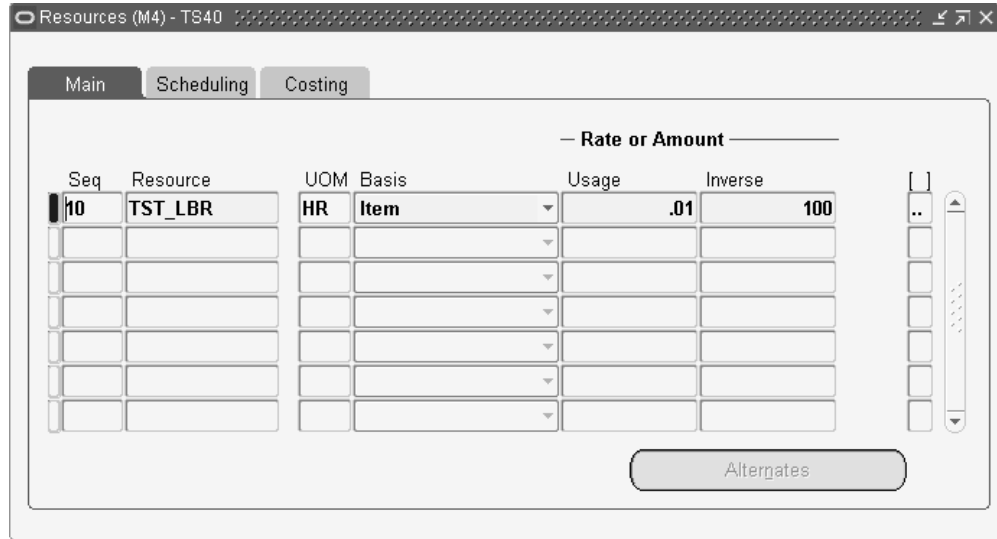 Resources (M4) - TS40
Main Scheduling Costing
Rate or Amount
Seq Resource UOM Basis Usage Inverse [ ]
10 TST_LBR HR Item .01 100 ..
Alternates